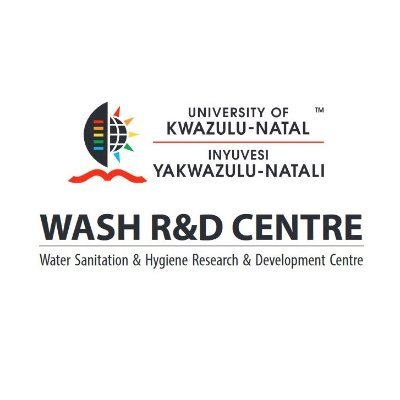 UNIVERSITY OF ™
KWAZULU-NATAL
INYUVESI
YAKWAZULU-NATALI
WASH R&D CENTRE
Water Sanitation & Hygiene Research & Development Centre